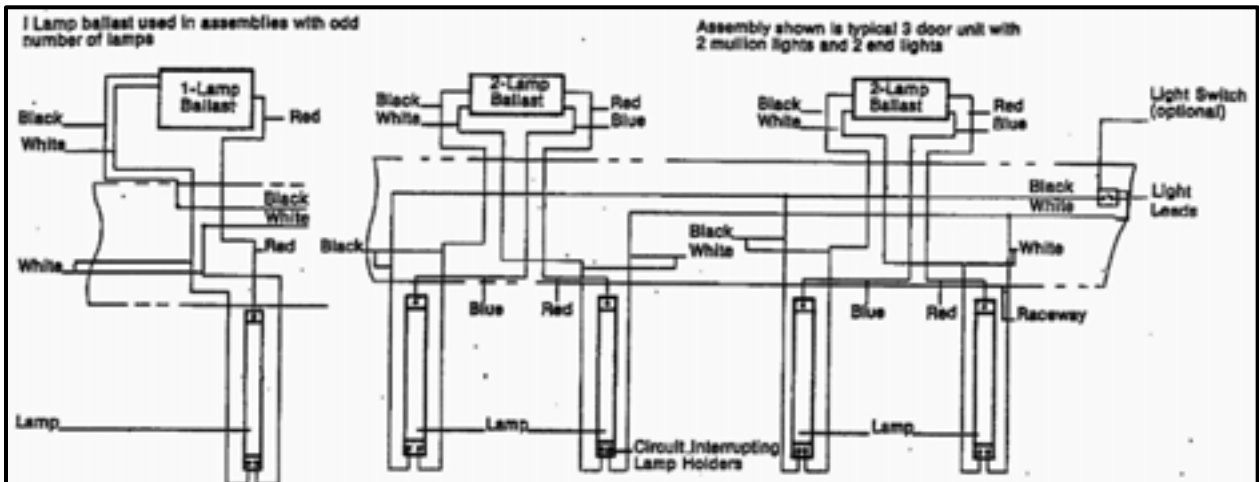 1 Lamp ballast used in assemblies with odd
number of lamps
Assembly shown is typical 3 door unit with
2 mullion lights and 2 end lights
1-Lamp
Ballast
Black
White
Red
2-Lamp
Ballast
Black
White
Red
Blue
2-Lamp
Ballast
Black
White
Red
Blue
Light Switch
(optional)
Black
White
Red
White
Black
White
Black
White
Black
White
Light
Leads
White
Blue
Red
Blue
Red
Raceway
Lamp
Lamp
Circuit Interrupting
Lamp Holders
Lamp